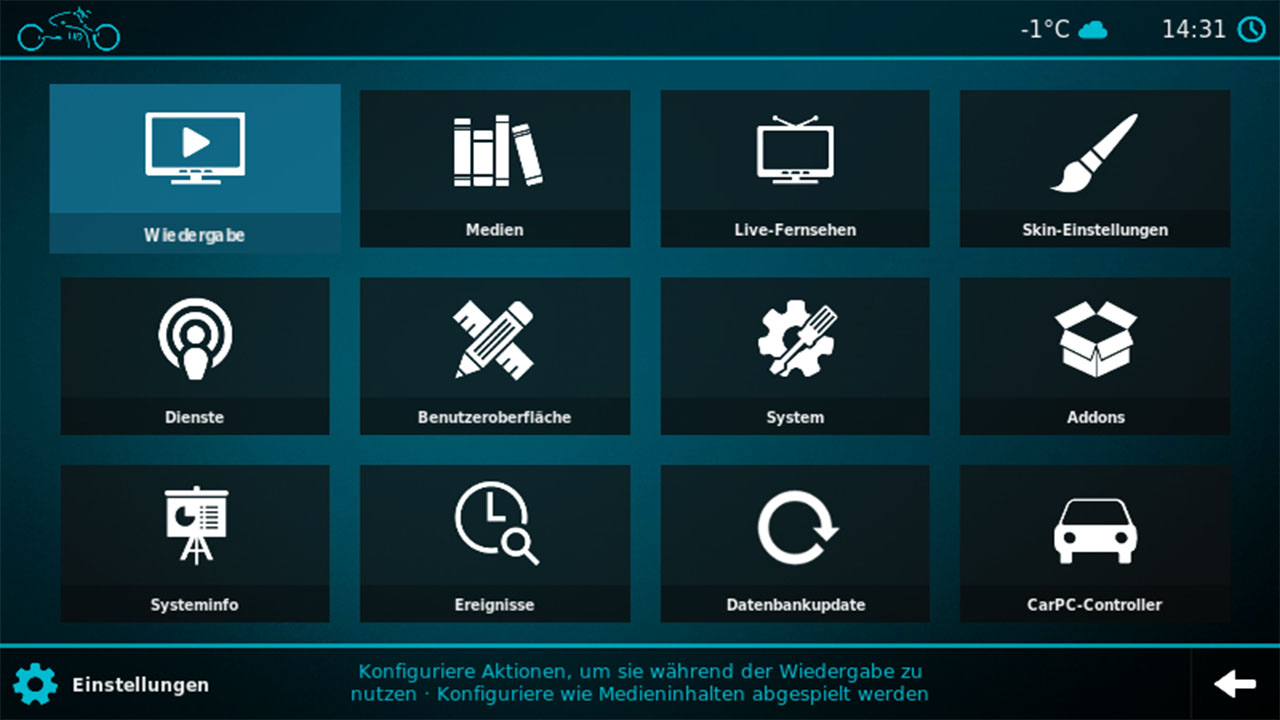 -1°C 14:31
Wiedergabe Medien Live-Fernsehen Skin-Einstellungen
Dienste Benutzeroberfläche System Addons
Systeminfo Ereignisse Datenbankupdate CarPC-Controller
Einstellungen
Konfiguriere Aktionen, um sie während der Wiedergabe zu
nutzen · Konfiguriere wie Medieninhalten abgespielt werden